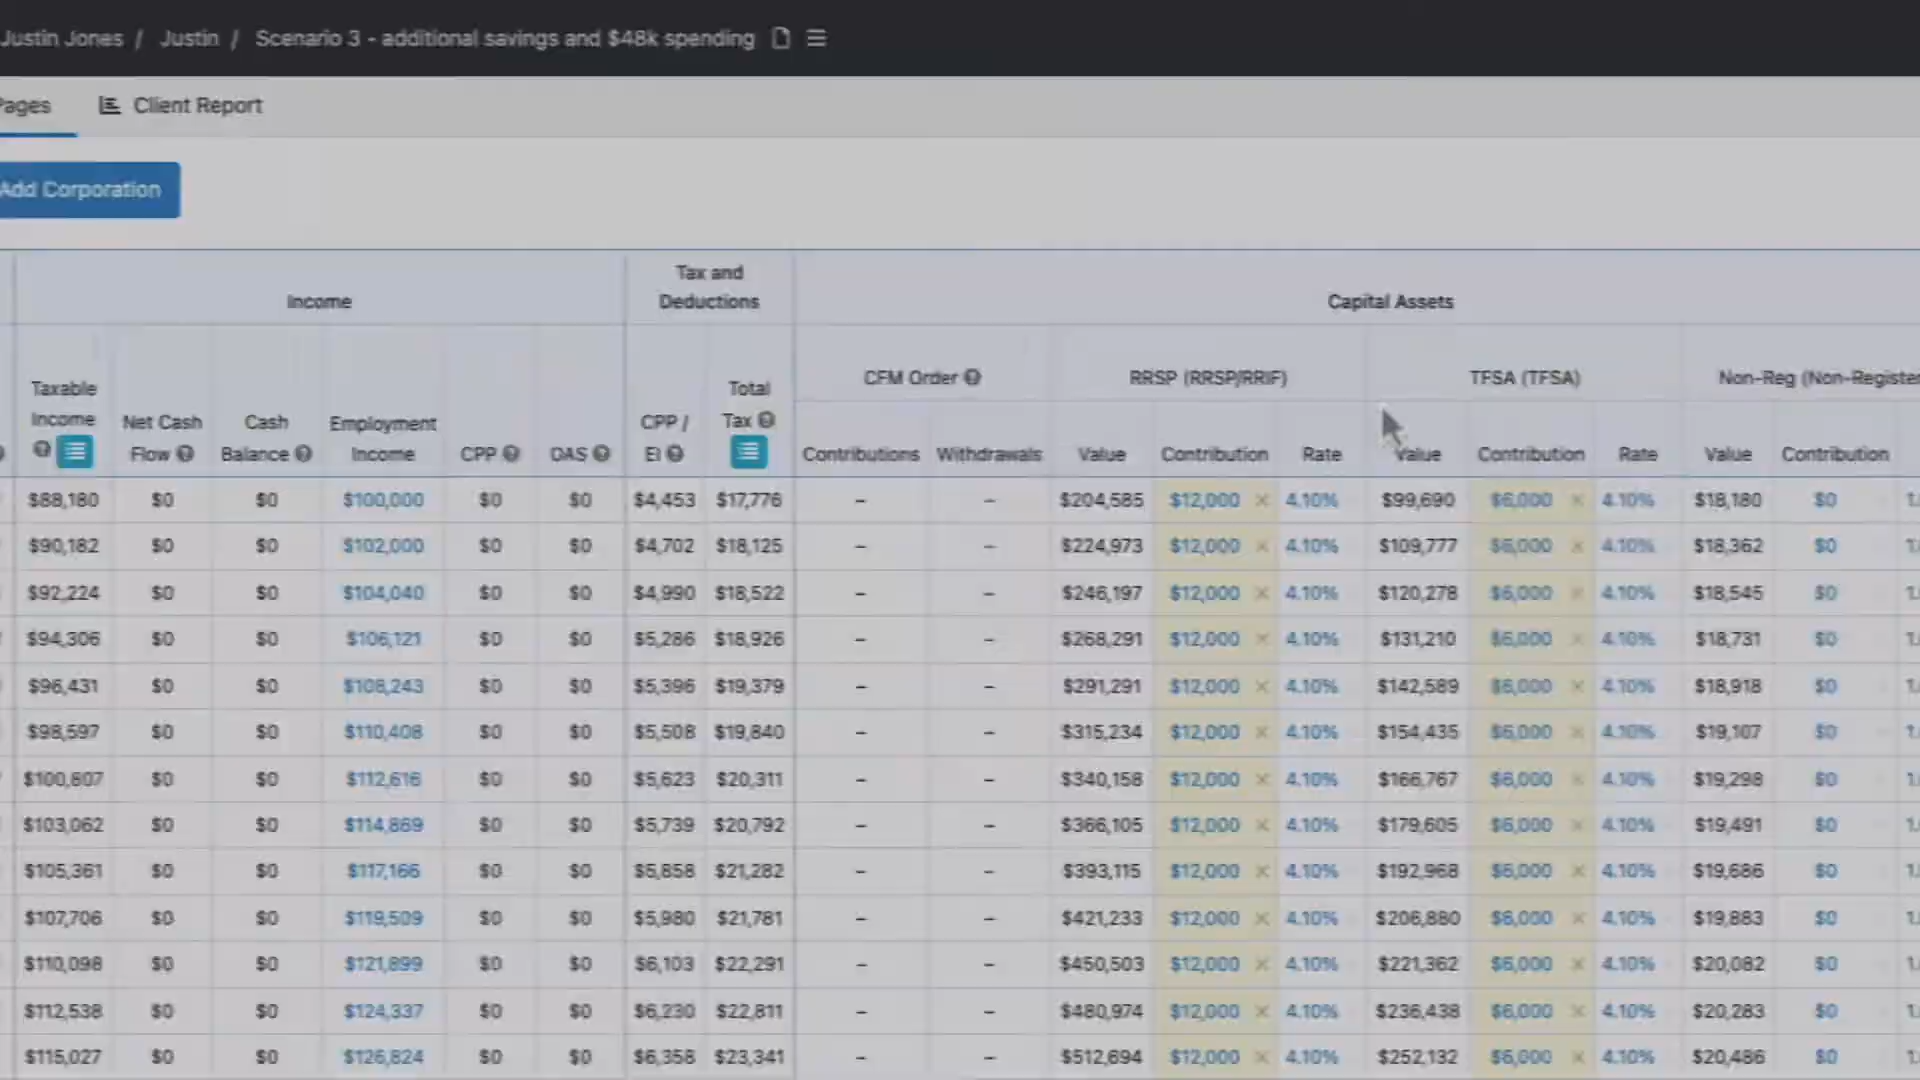 Justin Jones / Justin / Scenario 3 - additional savings and $48k spending
Pages Client Report
Add Corporation
Income Tax and Deductions Capital Assets
CFM Order RRSP (RRSP/RRIF) TFSA (TFSA) Non-Reg (Non-Register
Taxable Income Net Cash Flow Cash Balance Employment Income CPP OAS CPP / EI Total Tax Contributions Withdrawals Value Contribution Rate Value Contribution Rate Value Contribution
$88,180 $0 $0 $100,000 $0 $0 $4,453 $17,776 – – $204,585 $12,000 × 4.10% $99,690 $6,000 × 4.10% $18,180 $0 1.
$90,182 $0 $0 $102,000 $0 $0 $4,702 $18,125 – – $224,973 $12,000 × 4.10% $109,777 $6,000 × 4.10% $18,362 $0 1.
$92,224 $0 $0 $104,040 $0 $0 $4,990 $18,522 – – $246,197 $12,000 × 4.10% $120,278 $6,000 × 4.10% $18,545 $0 1.
$94,306 $0 $0 $106,121 $0 $0 $5,286 $18,926 – – $268,291 $12,000 × 4.10% $131,210 $6,000 × 4.10% $18,731 $0 1.
$96,431 $0 $0 $108,243 $0 $0 $5,396 $19,379 – – $291,291 $12,000 × 4.10% $142,589 $6,000 × 4.10% $18,918 $0 1.
$98,597 $0 $0 $110,408 $0 $0 $5,508 $19,840 – – $315,234 $12,000 × 4.10% $154,435 $6,000 × 4.10% $19,107 $0 1.
$100,807 $0 $0 $112,616 $0 $0 $5,623 $20,311 – – $340,158 $12,000 × 4.10% $166,767 $6,000 × 4.10% $19,298 $0 1.
$103,062 $0 $0 $114,869 $0 $0 $5,739 $20,792 – – $366,105 $12,000 × 4.10% $179,605 $6,000 × 4.10% $19,491 $0 1.
$105,361 $0 $0 $117,166 $0 $0 $5,858 $21,282 – – $393,115 $12,000 × 4.10% $192,968 $6,000 × 4.10% $19,686 $0 1.
$107,706 $0 $0 $119,509 $0 $0 $5,980 $21,781 – – $421,233 $12,000 × 4.10% $206,880 $6,000 × 4.10% $19,883 $0 1.
$110,098 $0 $0 $121,899 $0 $0 $6,103 $22,291 – – $450,503 $12,000 × 4.10% $221,362 $6,000 × 4.10% $20,082 $0 1.
$112,538 $0 $0 $124,337 $0 $0 $6,230 $22,811 – – $480,974 $12,000 × 4.10% $236,438 $6,000 × 4.10% $20,283 $0 1.
$115,027 $0 $0 $126,824 $0 $0 $6,358 $23,341 – – $512,694 $12,000 × 4.10% $252,132 $6,000 × 4.10% $20,486 $0 1.